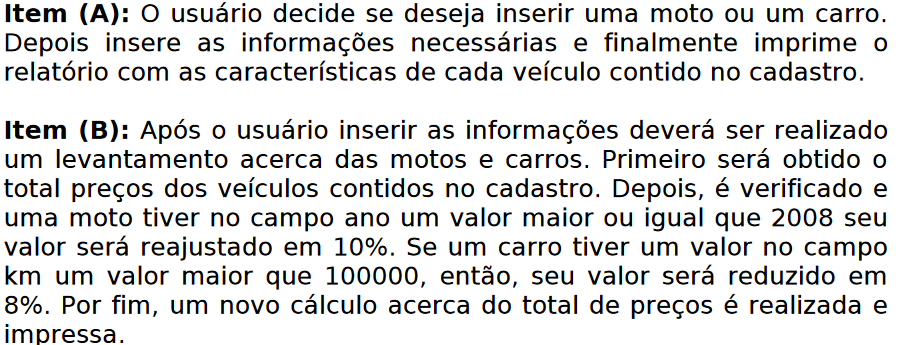 Item (A): O usuário decide se deseja inserir uma moto ou um carro.
Depois insere as informações necessárias e finalmente imprime o
relatório com as características de cada veículo contido no cadastro.
Item (B): Após o usuário inserir as informações deverá ser realizado
um levantamento acerca das motos e carros. Primeiro será obtido o
total preços dos veículos contidos no cadastro. Depois, é verificado e
uma moto tiver no campo ano um valor maior ou igual que 2008 seu
valor será reajustado em 10%. Se um carro tiver um valor no campo
km um valor maior que 100000, então, seu valor será reduzido em
8%. Por fim, um novo cálculo acerca do total de preços é realizada e
impressa.